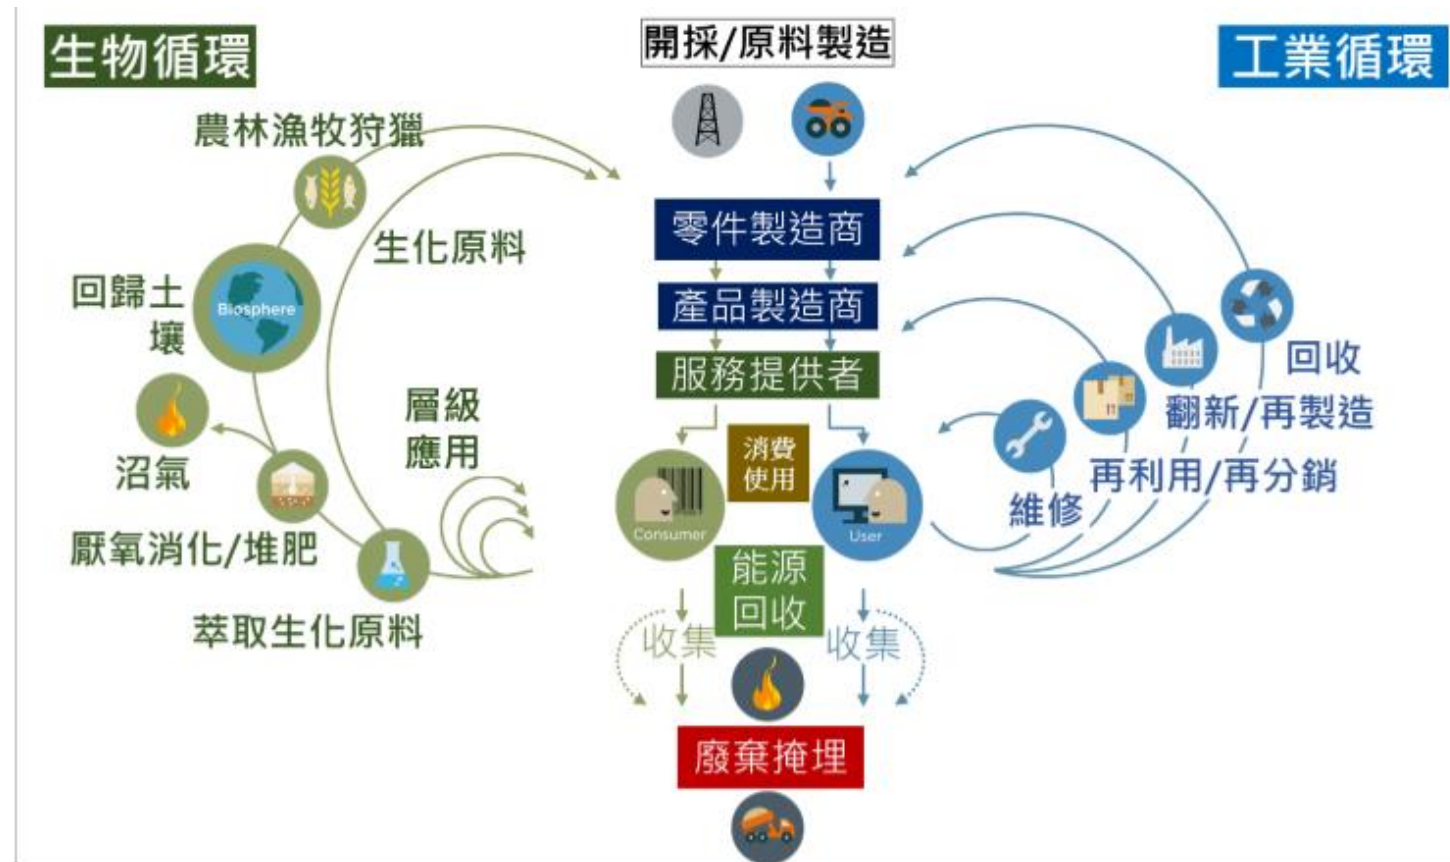 生物循環
開採/原料製造
工業循環
農林漁牧狩獵
生化原料
Biosphere
回歸土
壤
沼氣
層級
應用
厭氧消化/堆肥
萃取生化原料
零件製造商
產品製造商
服務提供者
消費
使用
Consumer
User
能源
回收
收集
收集
廢棄掩埋
回收
翻新/再製造
再利用/再分銷
維修